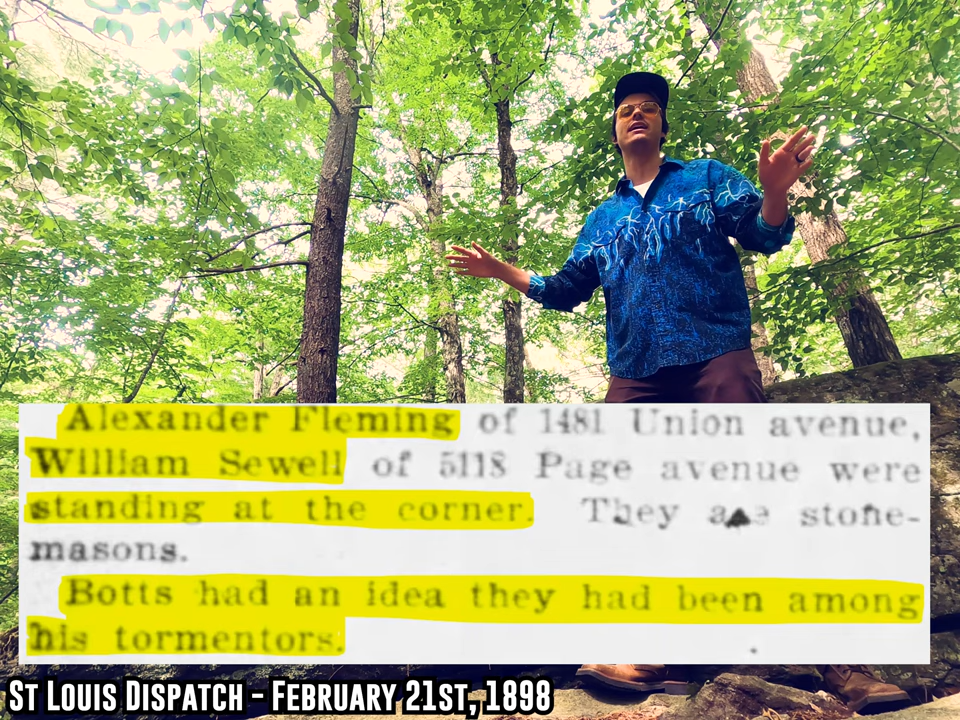 Alexander Fleming of 1481 Union avenue,
William Sewell of 5118 Page avenue were
standing at the corner. They are stone-
masons.
Botts had an idea they had been among
his tormentors.
St Louis Dispatch - February 21st, 1898